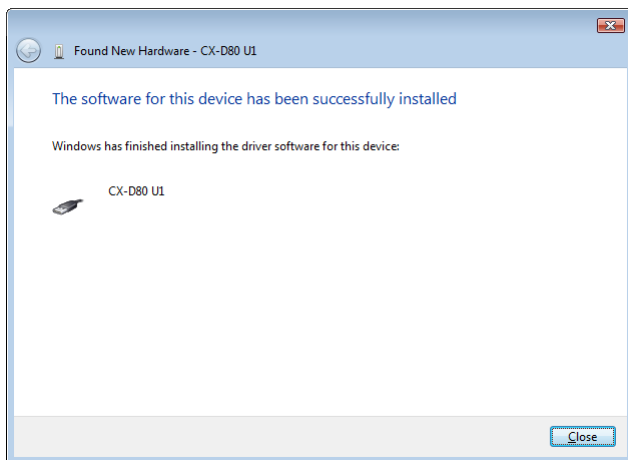 Found New Hardware - CX-D80 U1
The software for this device has been successfully installed
Windows has finished installing the driver software for this device:
CX-D80 U1
Close